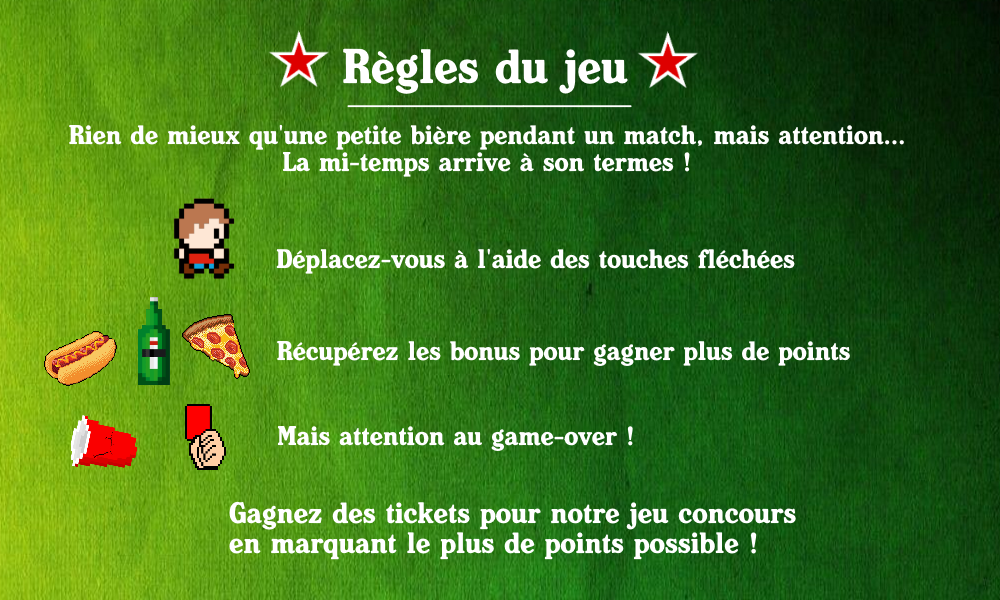 Règles du jeu
Rien de mieux qu'une petite bière pendant un match, mais attention...
La mi-temps arrive à son termes !
Déplacez-vous à l'aide des touches fléchées
Récupérez les bonus pour gagner plus de points
Mais attention au game-over !
Gagnez des tickets pour notre jeu concours
en marquant le plus de points possible !